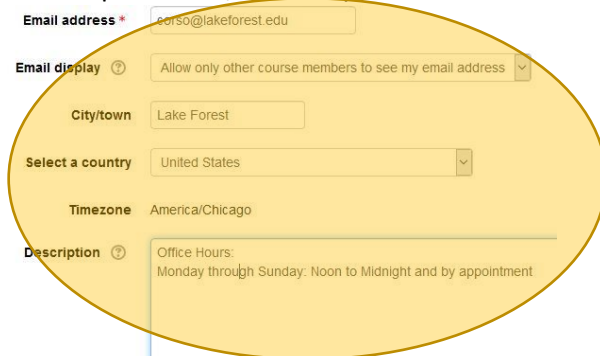 Email address *
corso@lakeforest.edu
Email display
Allow only other course members to see my email address
City/town
Lake Forest
Select a country
United States
Timezone
America/Chicago
Description
Office Hours:
Monday through Sunday: Noon to Midnight and by appointment